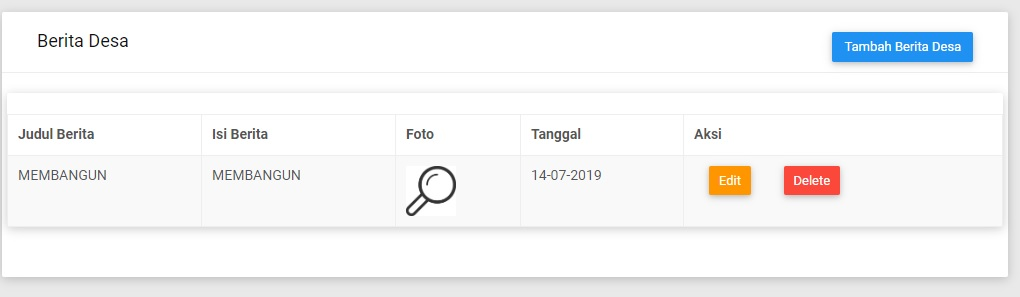 Berita Desa
Tambah Berita Desa
Judul Berita Isi Berita Foto Tanggal Aksi
MEMBANGUN MEMBANGUN 14-07-2019 Edit Delete